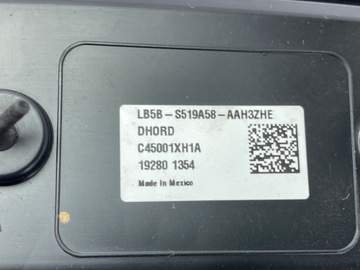 LB5B-S519A58-AAH3ZHE
DHORD
C45001XH1A
19280 1354
Made in Mexico